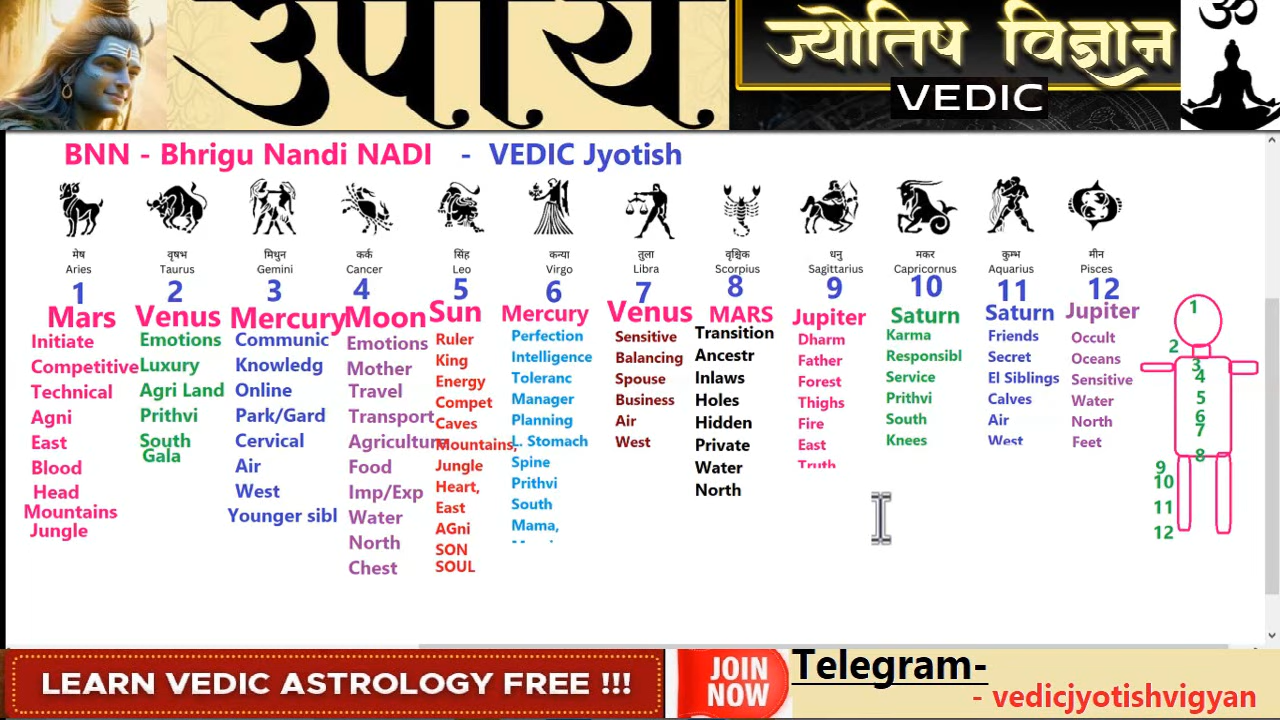 उपाय
ज्योतिष विज्ञान
VEDIC
BNN - Bhrigu Nandi NADI - VEDIC Jyotish
मेष
Aries
1
Mars
Initiate
Competitive
Technical
Agni
East
Blood
Head
Mountains
Jungle
वृषभ
Taurus
2
Venus
Emotions
Luxury
Agri Land
Prithvi
South
Gala
मिथुन
Gemini
3
Mercury
Communic
Knowledg
Online
Park/Gard
Cervical
Air
West
Younger sibl
कर्क
Cancer
4
Moon
Emotions
Mother
Travel
Transport
Agriculture
Food
Imp/Exp
Water
North
Chest
सिंह
Leo
5
Sun
Ruler
King
Energy
Compet
Caves
Mountains,
Jungle
Heart,
East
AGni
SON
SOUL
कन्या
Virgo
6
Mercury
Perfection
Intelligence
Toleranc
Manager
Planning
L. Stomach
Spine
Prithvi
South
Mama,
तुला
Libra
7
Venus
Sensitive
Balancing
Spouse
Business
Air
West
वृश्चिक
Scorpius
8
MARS
Transition
Ancestr
Inlaws
Holes
Hidden
Private
Water
North
धनु
Sagittarius
9
Jupiter
Dharm
Father
Forest
Thighs
Fire
East
Truth
मकर
Capricornus
10
Saturn
Karma
Responsibl
Service
Prithvi
South
Knees
कुम्भ
Aquarius
11
Saturn
Friends
Secret
El Siblings
Calves
Air
West
मीन
Pisces
12
Jupiter
Occult
Oceans
Sensitive
Water
North
Feet
1
2
3
4
5
6
7
8
9
10
11
12
LEARN VEDIC ASTROLOGY FREE !!!
JOIN
NOW
Telegram-
- vedicjyotishvigyan